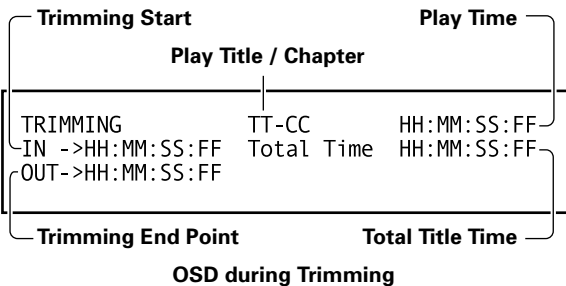 Trimming Start Play Time
Play Title / Chapter
TRIMMING TT-CC HH:MM:SS:FF
IN ->HH:MM:SS:FF Total Time HH:MM:SS:FF
OUT->HH:MM:SS:FF
Trimming End Point Total Title Time
OSD during Trimming